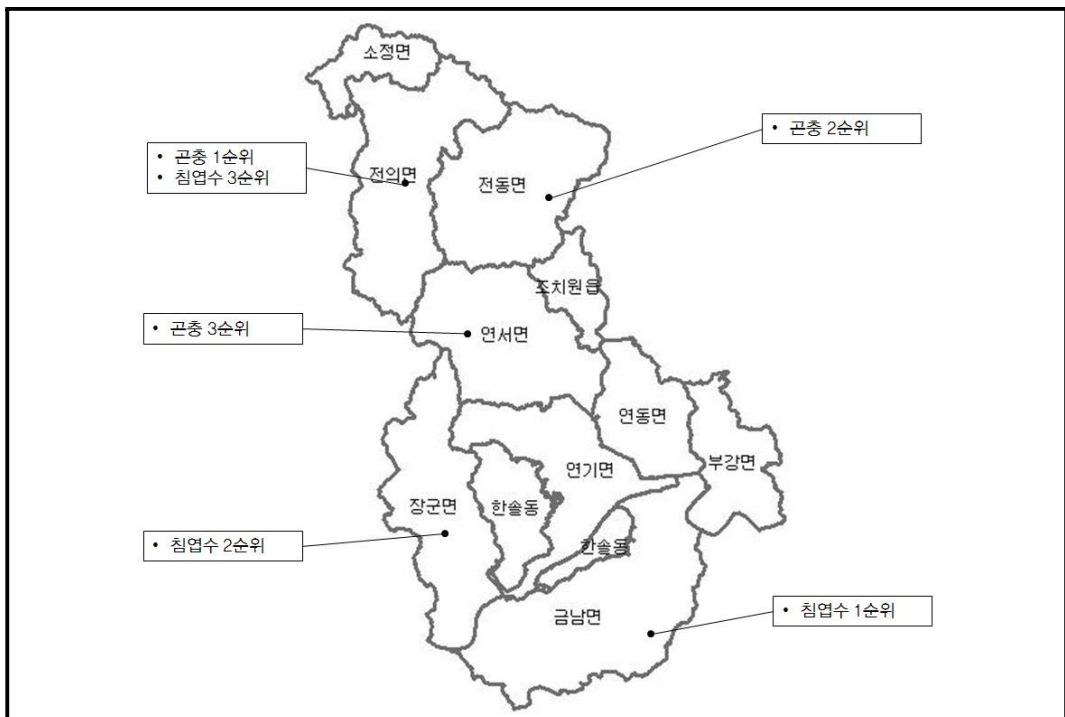 소정면
• 곤충 2순위
• 곤충 1순위
• 침엽수 3순위
전의면
전동면
조치원읍
• 곤충 3순위
연서면
연동면
부강면
연기면
장군면
한솔동
• 침엽수 2순위
한솔동
금남면
• 침엽수 1순위